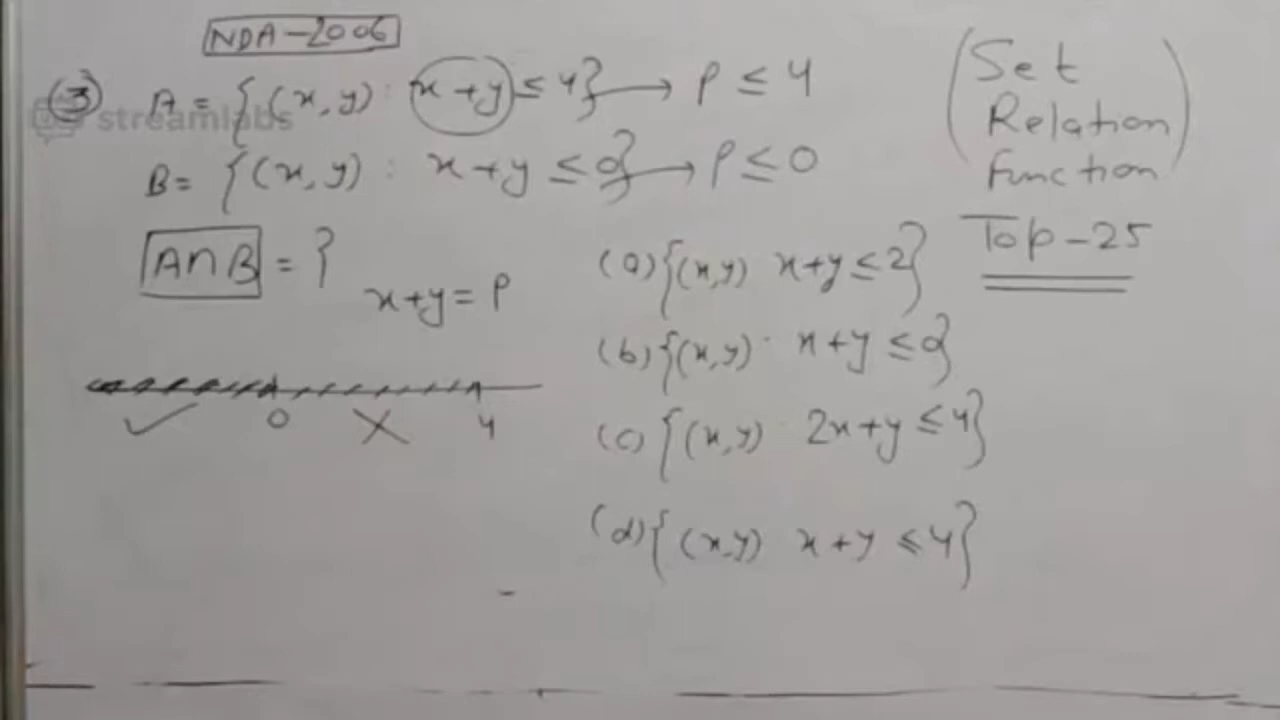 NDA-2006
(3) A = {(x, y) : x+y ≤ 4} → P ≤ 4
streamlabs
B = {(x, y) : x+y ≤ 0} → P ≤ 0
A∩B = ?
x+y = P
0 4
(Set
Relation
Function)
Top-25
(a) {(x,y) x+y ≤ 2}
(b) {(x,y) x+y ≤ 0}
(c) {(x,y) 2x+y ≤ 4}
(d) {(x,y) x+y ≤ 4}